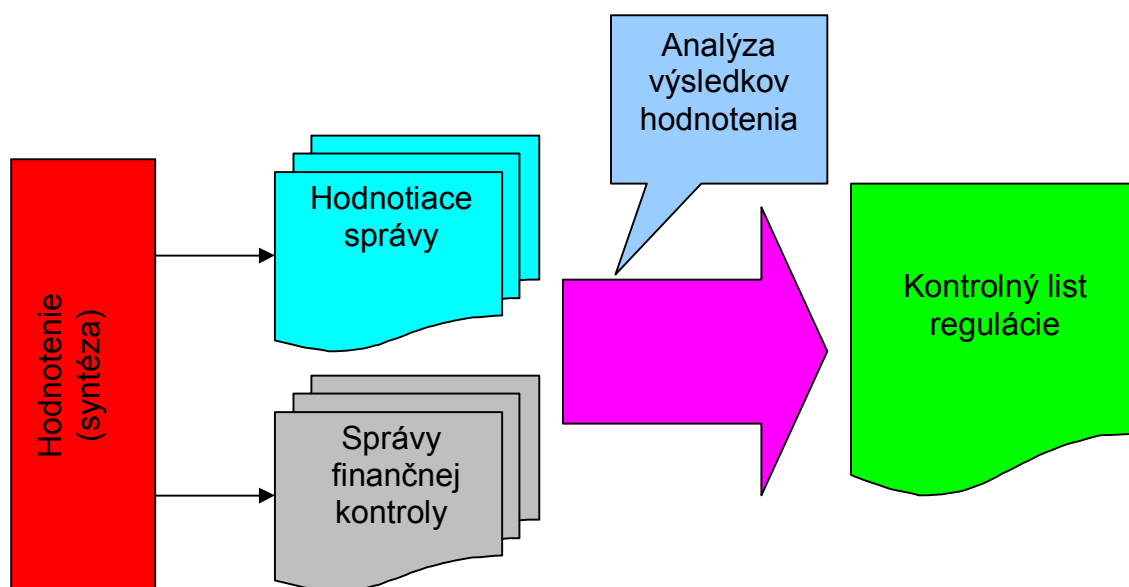 Hodnotenie
(syntéza)
Hodnotiace
správy
Správy
finančnej
kontroly
Analýza
výsledkov
hodnotenia
Kontrolný list
regulácie